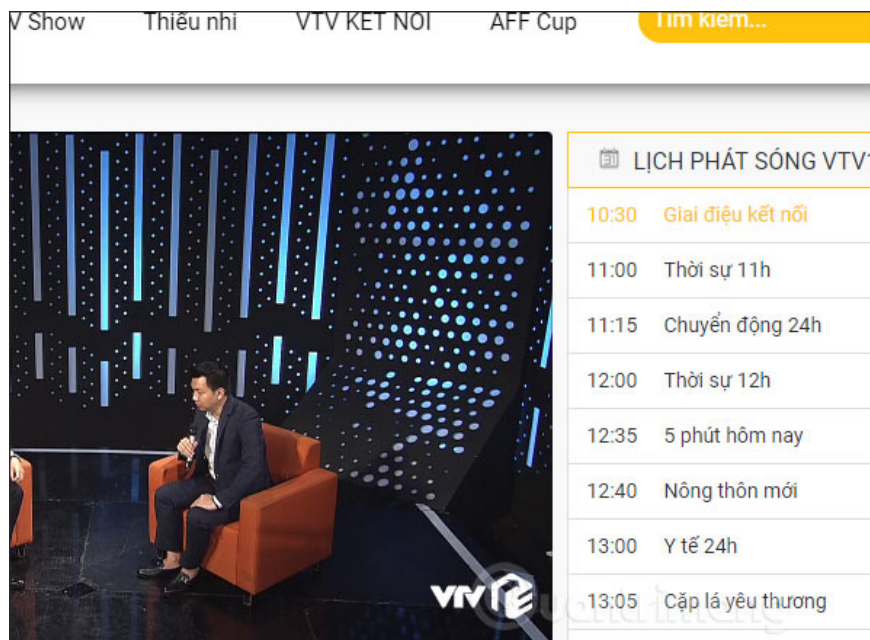 V Show Thiếu nhi VTV KẾT NỐI AFF Cup Tìm kiếm...
LỊCH PHÁT SÓNG VTV1
10:30 Giai điệu kết nối
11:00 Thời sự 11h
11:15 Chuyển động 24h
12:00 Thời sự 12h
12:35 5 phút hôm nay
12:40 Nông thôn mới
13:00 Y tế 24h
13:05 Cặp lá yêu thương
VTV
Quantrimang